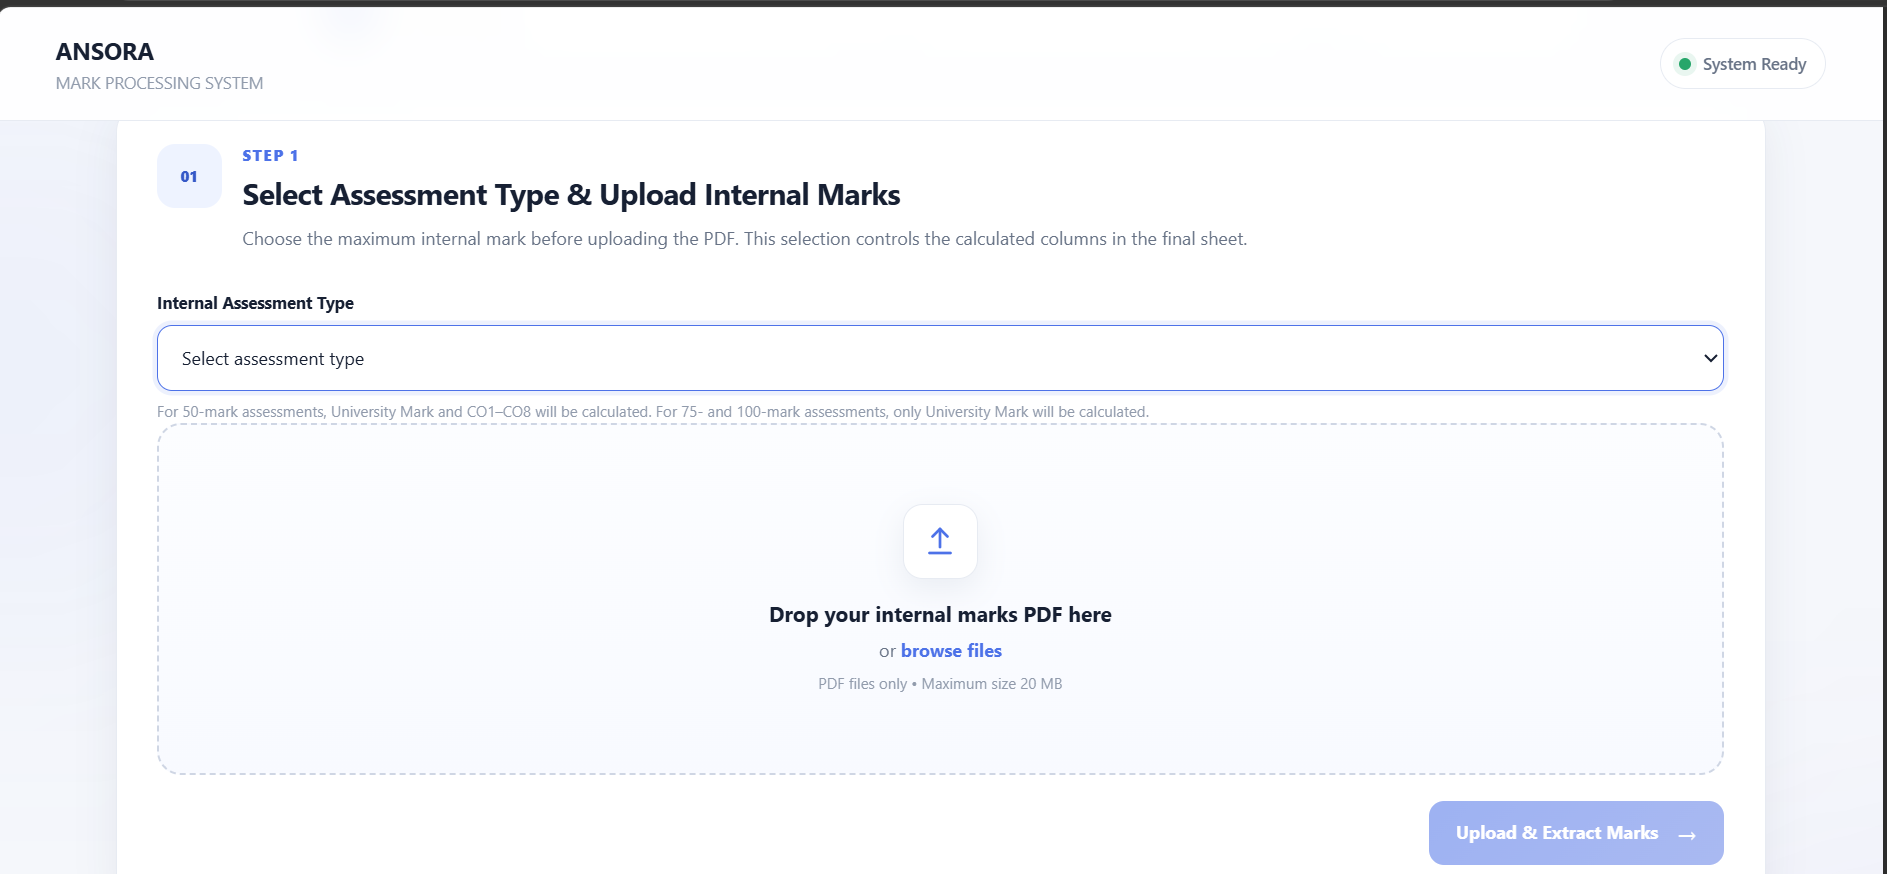 ANSORA
MARK PROCESSING SYSTEM
System Ready
01
STEP 1
Select Assessment Type & Upload Internal Marks
Choose the maximum internal mark before uploading the PDF. This selection controls the calculated columns in the final sheet.
Internal Assessment Type
Select assessment type
For 50-mark assessments, University Mark and CO1–CO8 will be calculated. For 75- and 100-mark assessments, only University Mark will be calculated.
Drop your internal marks PDF here
or browse files
PDF files only • Maximum size 20 MB
Upload & Extract Marks →